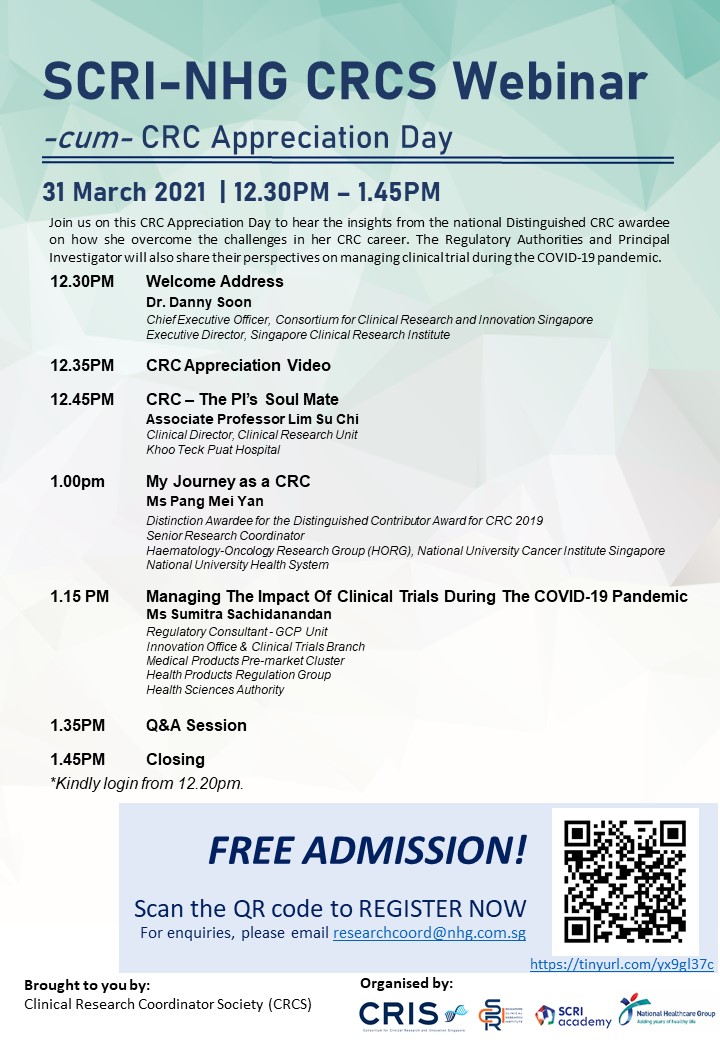 SCRI-NHG CRCS Webinar
-cum- CRC Appreciation Day
31 March 2021 | 12.30PM – 1.45PM
Join us on this CRC Appreciation Day to hear the insights from the national Distinguished CRC awardee
on how she overcome the challenges in her CRC career. The Regulatory Authorities and Principal
Investigator will also share their perspectives on managing clinical trial during the COVID-19 pandemic.
12.30PM Welcome Address
Dr. Danny Soon
Chief Executive Officer, Consortium for Clinical Research and Innovation Singapore
Executive Director, Singapore Clinical Research Institute
12.35PM CRC Appreciation Video
12.45PM CRC – The PI's Soul Mate
Associate Professor Lim Su Chi
Clinical Director, Clinical Research Unit
Khoo Teck Puat Hospital
1.00pm My Journey as a CRC
Ms Pang Mei Yan
Distinction Awardee for the Distinguished Contributor Award for CRC 2019
Senior Research Coordinator
Haematology-Oncology Research Group (HORG), National University Cancer Institute Singapore
National University Health System
1.15 PM Managing The Impact Of Clinical Trials During The COVID-19 Pandemic
Ms Sumitra Sachidanandan
Regulatory Consultant - GCP Unit
Innovation Office & Clinical Trials Branch
Medical Products Pre-market Cluster
Health Products Regulation Group
Health Sciences Authority
1.35PM Q&A Session
1.45PM Closing
*Kindly login from 12.20pm.
FREE ADMISSION!
Scan the QR code to REGISTER NOW
For enquiries, please email researchcoord@nhg.com.sg
https://tinyurl.com/yx9gl37c
Brought to you by:
Clinical Research Coordinator Society (CRCS)
Organised by:
CRIS
Consortium for Clinical Research and Innovation Singapore
SCRI
academy
National Healthcare Group
Adding years of healthy life